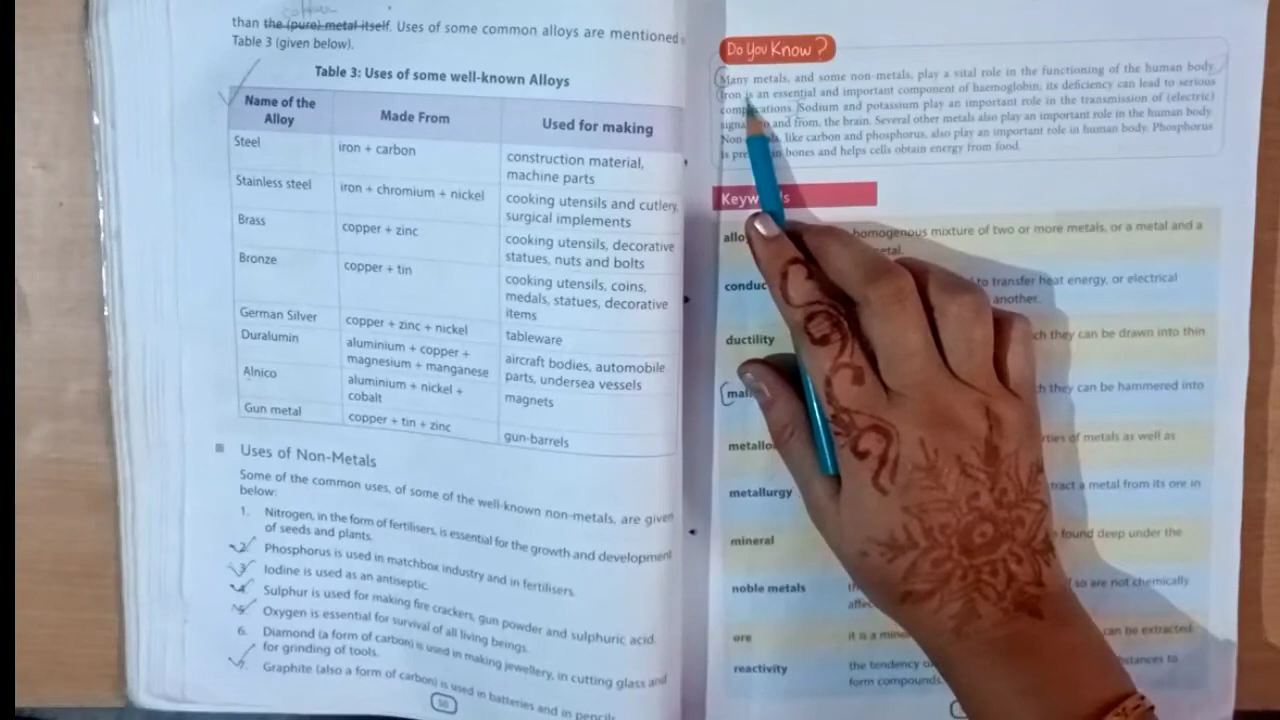 than the (pure) metal itself. Uses of some common alloys are mentioned
Table 3 (given below).
Table 3: Uses of some well-known Alloys
Name of the Alloy
Made From
Used for making
Steel
iron + carbon
construction material,
machine parts
Stainless steel
iron + chromium + nickel
cooking utensils and cutlery,
surgical implements
Brass
copper + zinc
cooking utensils, decorative
statues, nuts and bolts
Bronze
copper + tin
cooking utensils, coins,
medals, statues, decorative
items
German Silver
copper + zinc + nickel
tableware
Duralumin
aluminium + copper +
magnesium + manganese
aircraft bodies, automobile
parts, undersea vessels
Alnico
aluminium + nickel +
cobalt
magnets
Gun metal
copper + tin + zinc
gun-barrels
Uses of Non-Metals
Some of the common uses, of some of the well-known non-metals, are given
below:
1. Nitrogen, in the form of fertilisers, is essential for the growth and development
of seeds and plants.
2. Phosphorus is used in matchbox industry and in fertilisers.
3. Iodine is used as an antiseptic.
4. Sulphur is used for making fire crackers, gun powder and sulphuric acid.
5. Oxygen is essential for survival of all living beings.
6. Diamond (a form of carbon) is used in making jewellery, in cutting glass and
for grinding of tools.
7. Graphite (also a form of carbon) is used in batteries and in pencils
56
Do You Know ?
Many metals, and some non-metals, play a vital role in the functioning of the human body.
Iron is an essential and important component of haemoglobin, its deficiency can lead to serious
complications. Sodium and potassium play an important role in the transmission of (electric)
and from, the brain. Several other metals also play an important role in the human body.
like carbon and phosphorus, also play an important role in human body. Phosphorus
is in bones and helps cells obtain energy from food.
Keywords
homogenous mixture of two or more metals, or a metal and a
to transfer heat energy, or electrical
another.
ductility they can be drawn into thin
they can be hammered into
of metals as well as
metallurgy a metal from its ore in
mineral found deep under the
noble metals so are not chemically
ore it is a can be extracted.
reactivity the tendency to
form compounds.